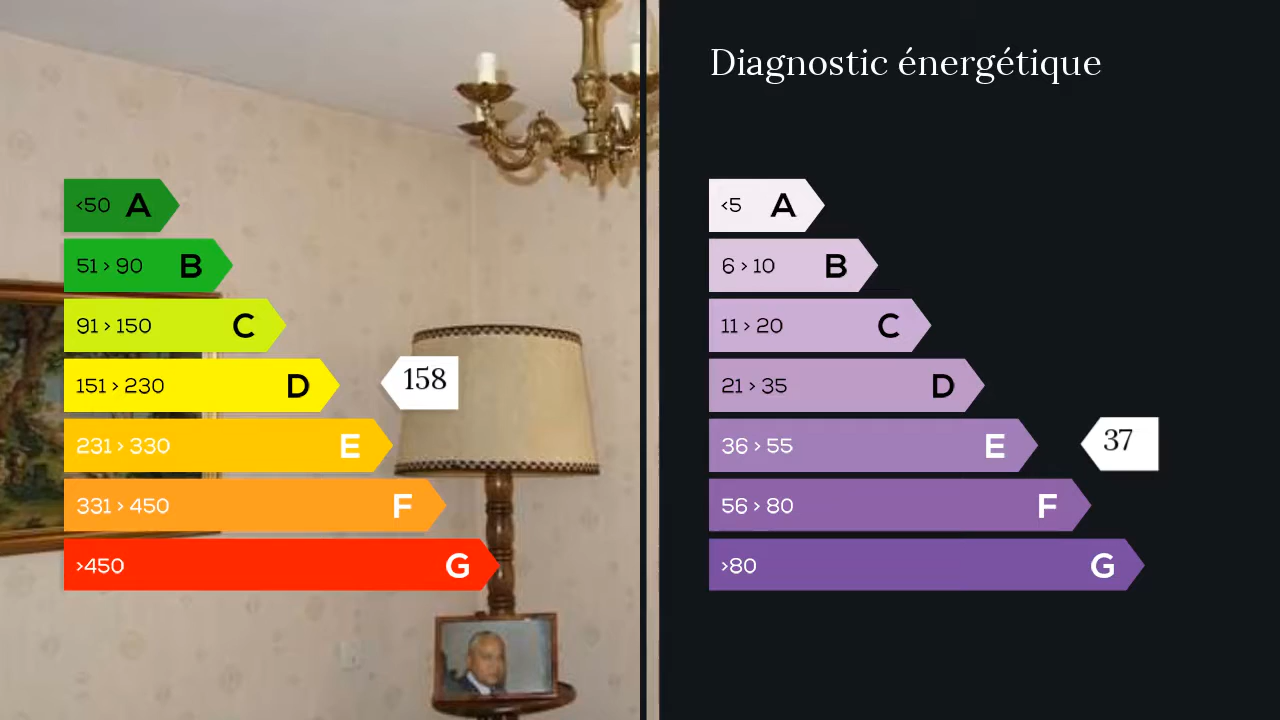 Diagnostic énergétique
<50 A
51 > 90 B
91 > 150 C
151 > 230 D
158
231 > 330 E
331 > 450 F
>450 G
<5 A
6 > 10 B
11 > 20 C
21 > 35 D
36 > 55 E
37
56 > 80 F
>80 G